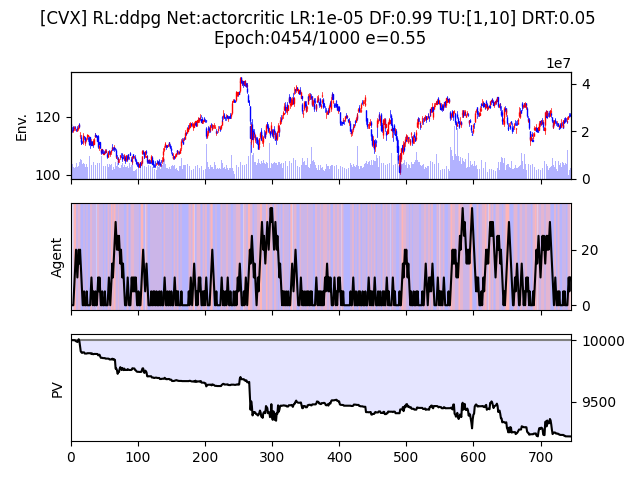 [CVX] RL:ddpg Net:actorcritic LR:1e-05 DF:0.99 TU:[1,10] DRT:0.05
Epoch:0454/1000 e=0.55
1e7
Env.
120
100
4
2
0
Agent
20
0
PV
10000
9500
0 100 200 300 400 500 600 700